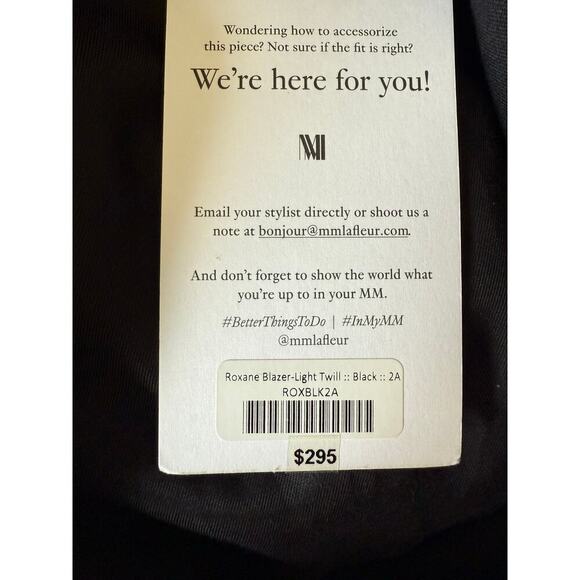 Wondering how to accessorize
this piece? Not sure if the fit is right?
We're here for you!
MM
Email your stylist directly or shoot us a
note at bonjour@mmlafleur.com.
And don't forget to show the world what
you're up to in your MM.
#BetterThingsToDo | #InMyMM
@mmlafleur
Roxane Blazer-Light Twill :: Black :: 2A
ROXBLK2A
$295